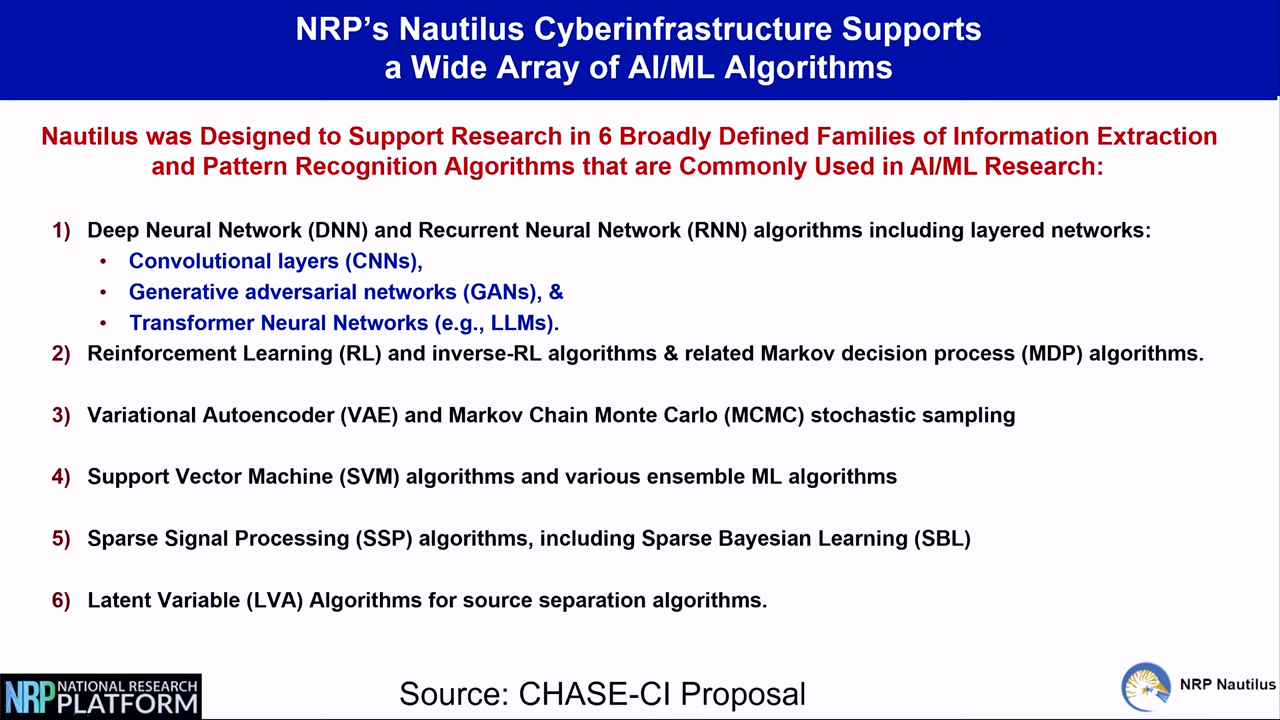 NRP's Nautilus Cyberinfrastructure Supports
a Wide Array of AI/ML Algorithms
Nautilus was Designed to Support Research in 6 Broadly Defined Families of Information Extraction
and Pattern Recognition Algorithms that are Commonly Used in AI/ML Research:
1) Deep Neural Network (DNN) and Recurrent Neural Network (RNN) algorithms including layered networks:
• Convolutional layers (CNNs),
• Generative adversarial networks (GANs), &
• Transformer Neural Networks (e.g., LLMs).
2) Reinforcement Learning (RL) and inverse-RL algorithms & related Markov decision process (MDP) algorithms.
3) Variational Autoencoder (VAE) and Markov Chain Monte Carlo (MCMC) stochastic sampling
4) Support Vector Machine (SVM) algorithms and various ensemble ML algorithms
5) Sparse Signal Processing (SSP) algorithms, including Sparse Bayesian Learning (SBL)
6) Latent Variable (LVA) Algorithms for source separation algorithms.
NRP NATIONAL RESEARCH
PLATFORM
Source: CHASE-CI Proposal
NRP Nautilus